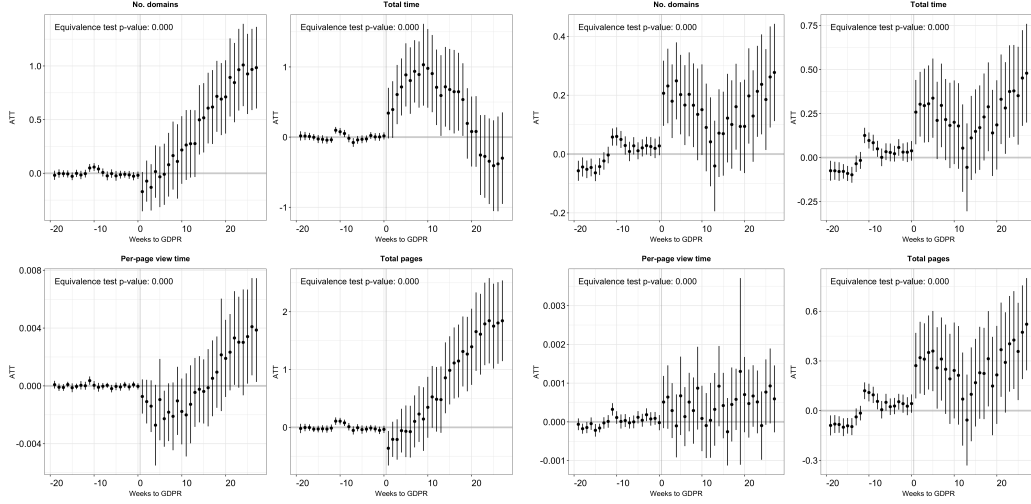 No. domains
Equivalence test p-value: 0.000
ATT
1.0
0.5
0.0
-20 -10 0 10 20
Weeks to GDPR
Total time
Equivalence test p-value: 0.000
ATT
1
0
-1
-20 -10 0 10 20
Weeks to GDPR
No. domains
Equivalence test p-value: 0.000
ATT
0.4
0.2
0.0
-0.2
-20 -10 0 10 20
Weeks to GDPR
Total time
Equivalence test p-value: 0.000
ATT
0.75
0.50
0.25
0.00
-0.25
-20 -10 0 10 20
Weeks to GDPR
Per-page view time
Equivalence test p-value: 0.000
ATT
0.008
0.004
0.000
-0.004
-20 -10 0 10 20
Weeks to GDPR
Total pages
Equivalence test p-value: 0.000
ATT
2
1
0
-20 -10 0 10 20
Weeks to GDPR
Per-page view time
Equivalence test p-value: 0.000
ATT
0.003
0.002
0.001
0.000
-0.001
-20 -10 0 10 20
Weeks to GDPR
Total pages
Equivalence test p-value: 0.000
ATT
0.6
0.3
0.0
-0.3
-20 -10 0 10 20
Weeks to GDPR